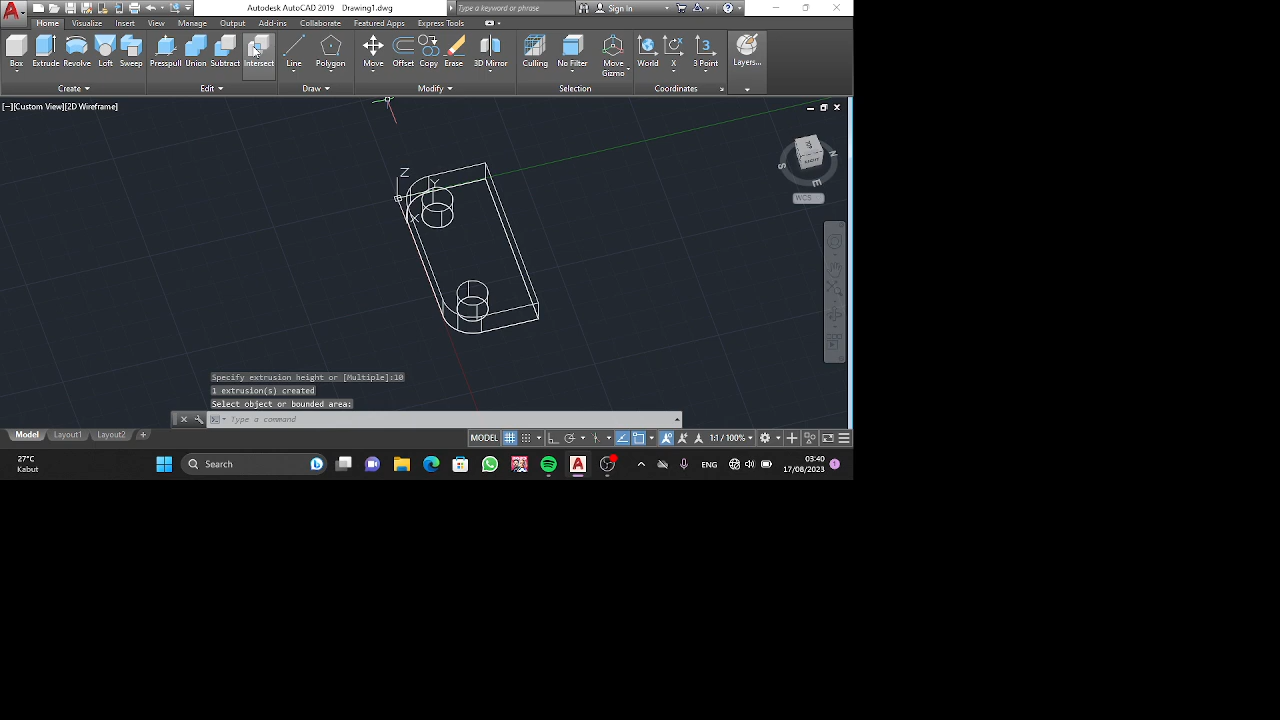 Autodesk AutoCAD 2019 Drawing1.dwg
Type a keyword or phrase
Sign In
Home Visualize Insert View Manage Output Add-ins Collaborate Featured Apps Express Tools
Box Extrude Revolve Loft Sweep Presspull Union Subtract Intersect Line Polygon Move Offset Copy Erase 3D Mirror Culling No Filter Move Gizmo World X 3 Point Layers...
Create Edit Draw Modify Selection Coordinates
[−][Custom View][2D Wireframe]
Z
Y
X
RIGHT
S N E
WCS
Specify extrusion height or [Multiple]:10
1 extrusion(s) created
Select object or bounded area:
Type a command
Model Layout1 Layout2 +
MODEL 1:1 / 100%
27°C
Kabut
Search
ENG
03:40
17/08/2023
1